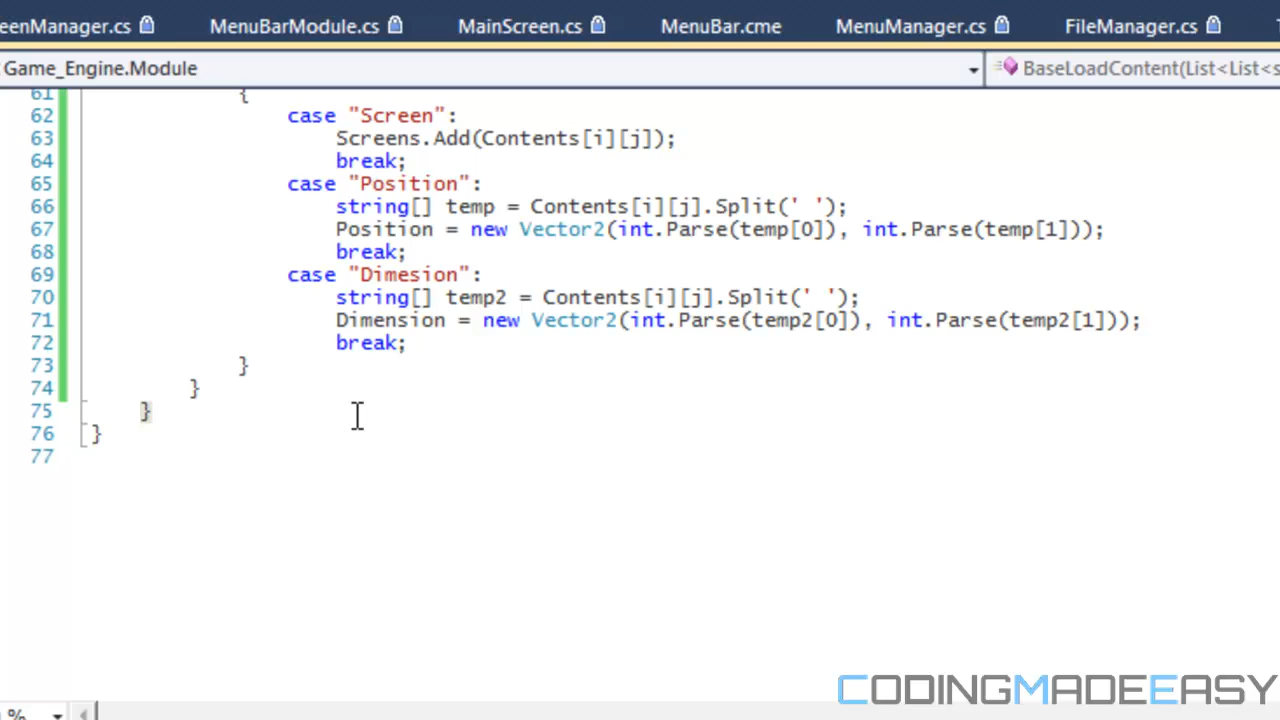 eenManager.cs MenuBarModule.cs MainScreen.cs MenuBar.cme MenuManager.cs FileManager.cs
Game_Engine.Module BaseLoadContent(List<List<s
61 {
62 case "Screen":
63 Screens.Add(Contents[i][j]);
64 break;
65 case "Position":
66 string[] temp = Contents[i][j].Split(' ');
67 Position = new Vector2(int.Parse(temp[0]), int.Parse(temp[1]));
68 break;
69 case "Dimesion":
70 string[] temp2 = Contents[i][j].Split(' ');
71 Dimension = new Vector2(int.Parse(temp2[0]), int.Parse(temp2[1]));
72 break;
73 }
74 }
75 }
76 }
77
CODINGMADEEASY
%